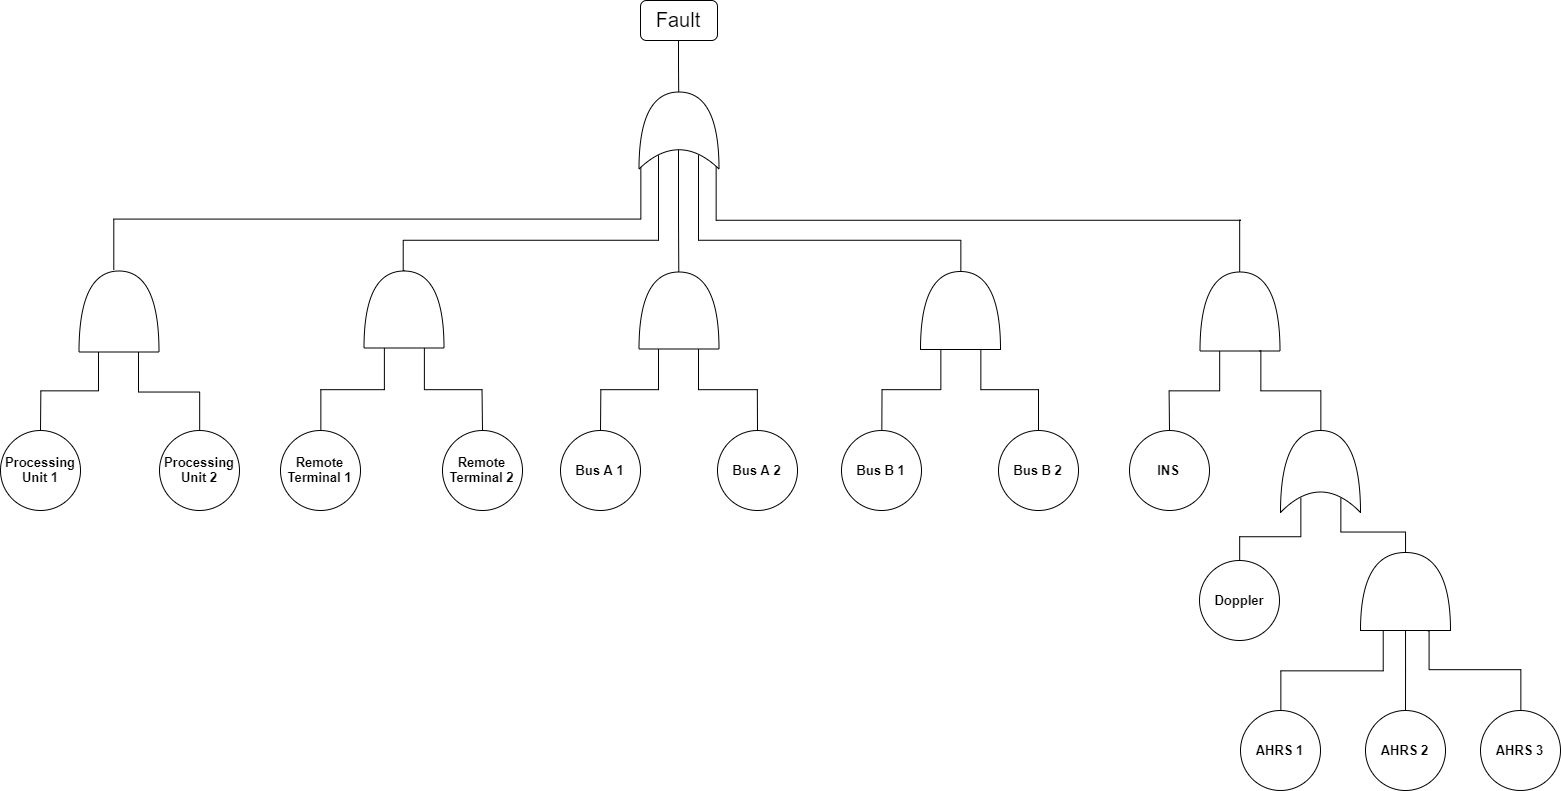 Fault
Processing
Unit 1
Processing
Unit 2
Remote
Terminal 1
Remote
Terminal 2
Bus A 1
Bus A 2
Bus B 1
Bus B 2
INS
Doppler
AHRS 1
AHRS 2
AHRS 3